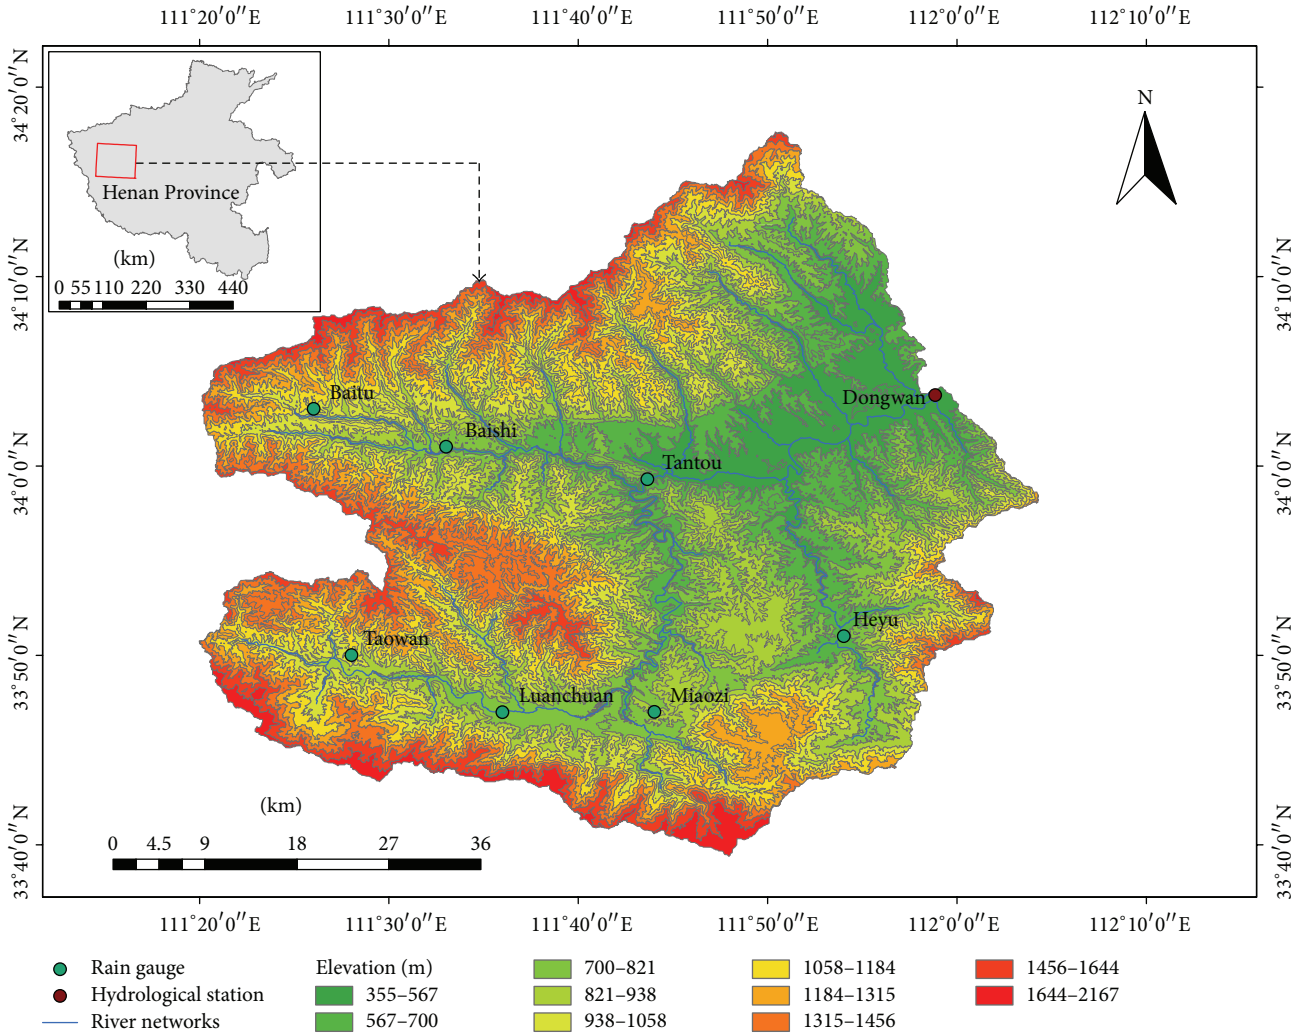 111°20′0″E 111°30′0″E 111°40′0″E 111°50′0″E 112°0′0″E 112°10′0″E
34°20′0″N
34°20′0″N
N
Henan Province
(km)
0 55 110 220 330 440
34°10′0″N
34°10′0″N
Baitu
Dongwan
Baishi
Tantou
34°0′0″N
34°0′0″N
Heyu
Taowan
33°50′0″N
33°50′0″N
Luanchuan
Miaozi
(km)
0 4.5 9 18 27 36
33°40′0″N
33°40′0″N
111°20′0″E 111°30′0″E 111°40′0″E 111°50′0″E 112°0′0″E 112°10′0″E
Rain gauge
Hydrological station
River networks
Elevation (m)
355–567
567–700
700–821
821–938
938–1058
1058–1184
1184–1315
1315–1456
1456–1644
1644–2167